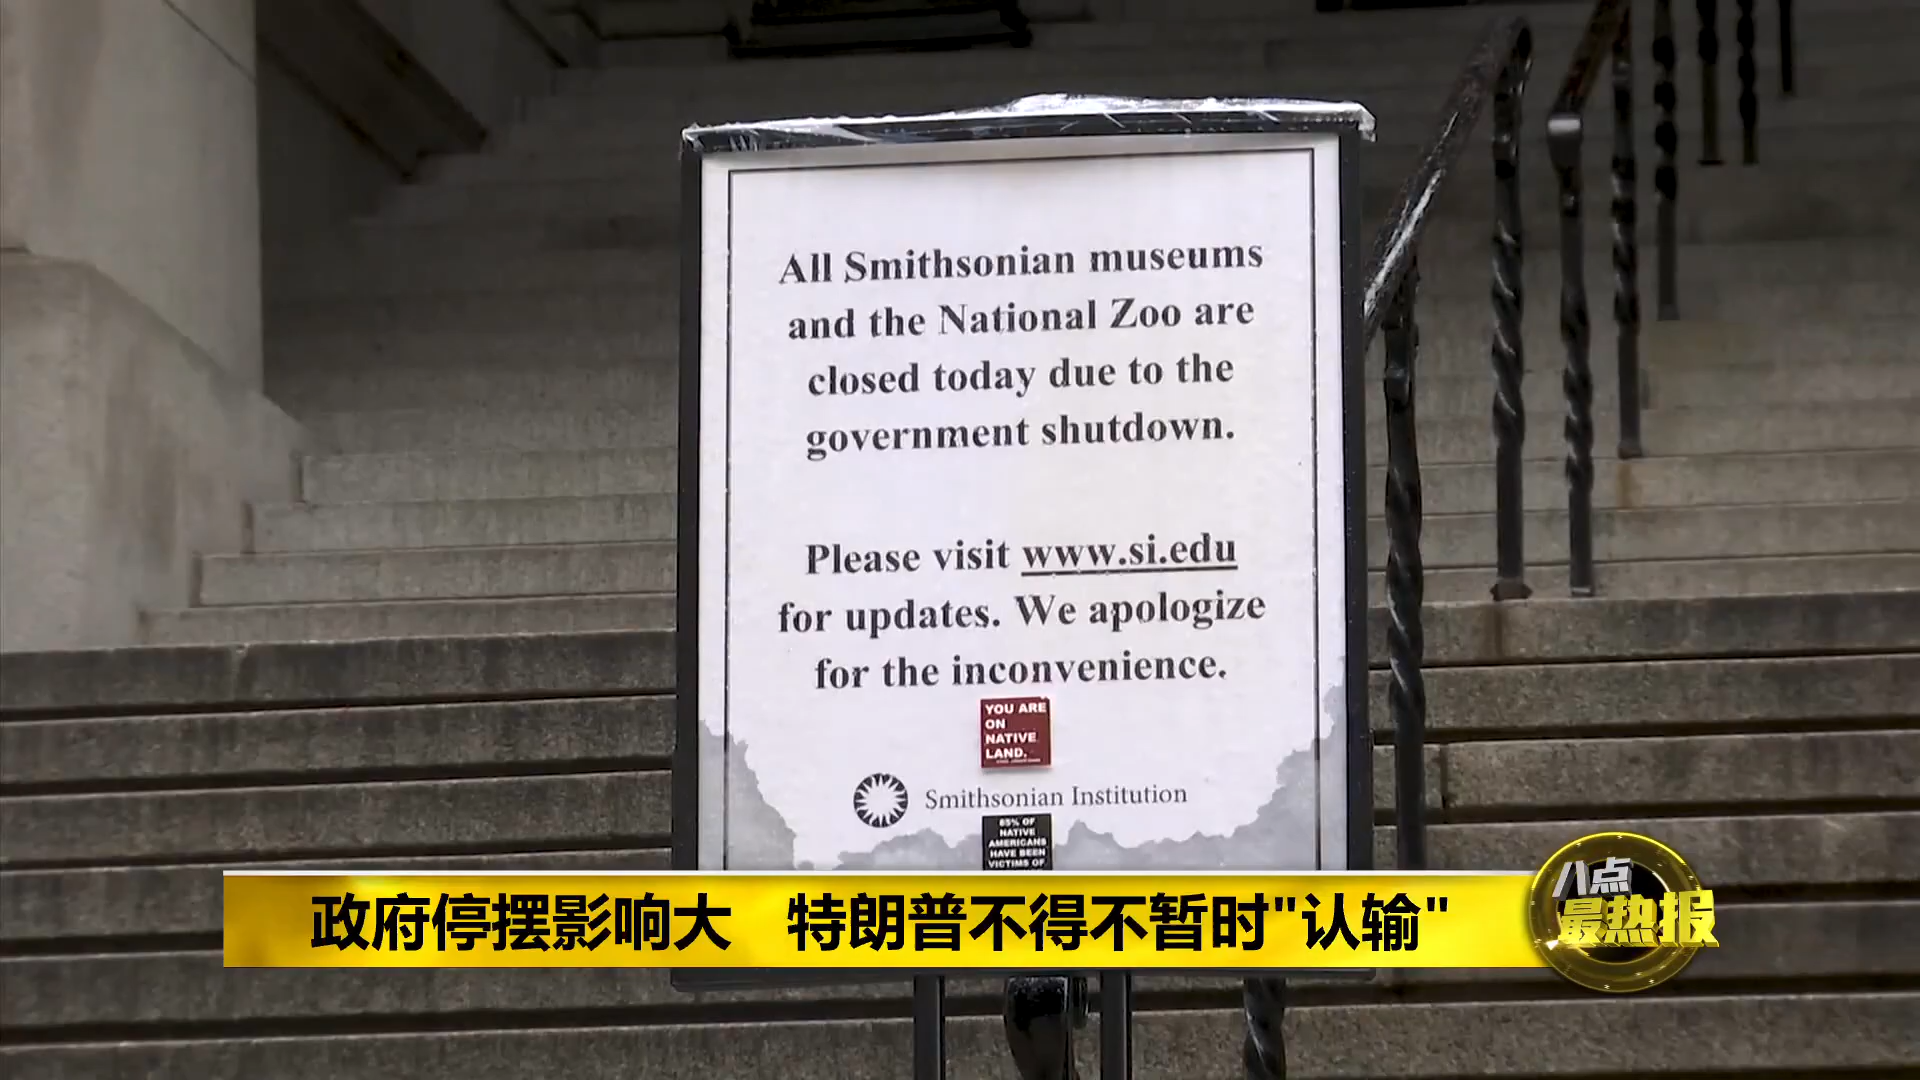 All Smithsonian museums
and the National Zoo are
closed today due to the
government shutdown.
Please visit www.si.edu
for updates. We apologize
for the inconvenience.
YOU ARE
ON
NATIVE
LAND.
Smithsonian Institution
65% OF
NATIVE
AMERICANS
HAVE BEEN
VICTIMS OF
政府停摆影响大 特朗普不得不暂时"认输"
八点
最热报